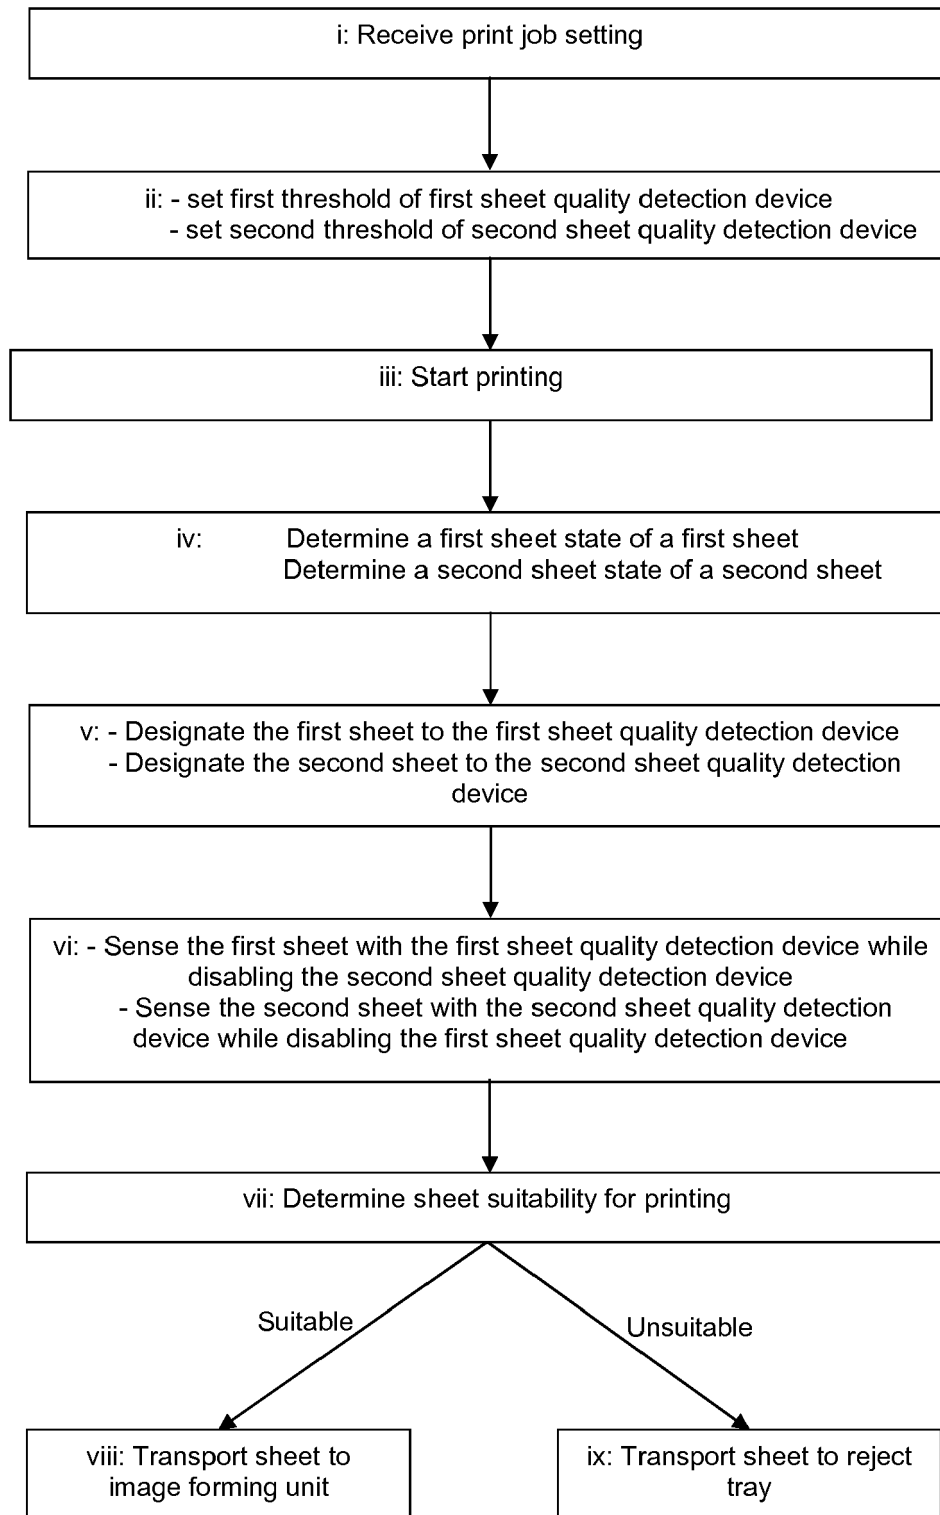 i: Receive print job setting
ii: - set first threshold of first sheet quality detection device
- set second threshold of second sheet quality detection device
iii: Start printing
iv: Determine a first sheet state of a first sheet
Determine a second sheet state of a second sheet
v: - Designate the first sheet to the first sheet quality detection device
- Designate the second sheet to the second sheet quality detection
device
vi: - Sense the first sheet with the first sheet quality detection device while
disabling the second sheet quality detection device
- Sense the second sheet with the second sheet quality detection
device while disabling the first sheet quality detection device
vii: Determine sheet suitability for printing
Suitable
Unsuitable
viii: Transport sheet to
image forming unit
ix: Transport sheet to reject
tray